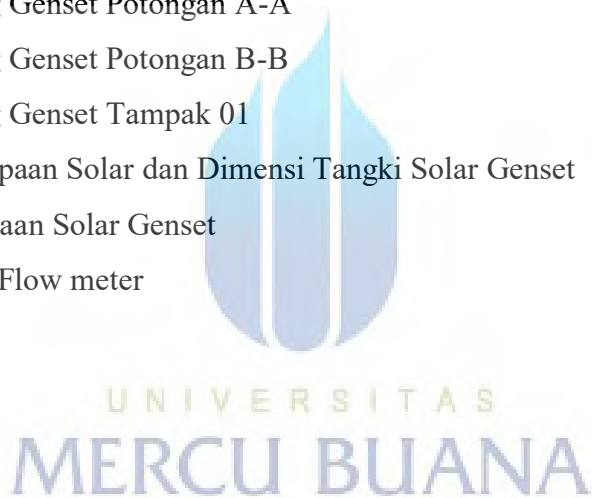 Genset Potongan A-A
Genset Potongan B-B
Genset Tampak 01
paan Solar dan Dimensi Tangki Solar Genset
aan Solar Genset
Flow meter
UNIVERSITAS
MERCU BUANA